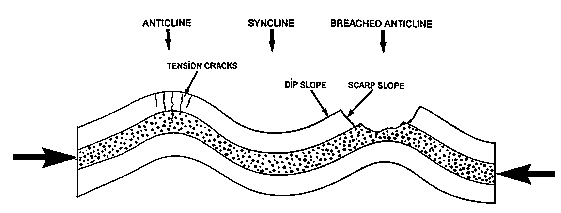 ANTICLINE SYNCLINE BREACHED ANTICLINE
TENSION CRACKS
DIP SLOPE SCARP SLOPE